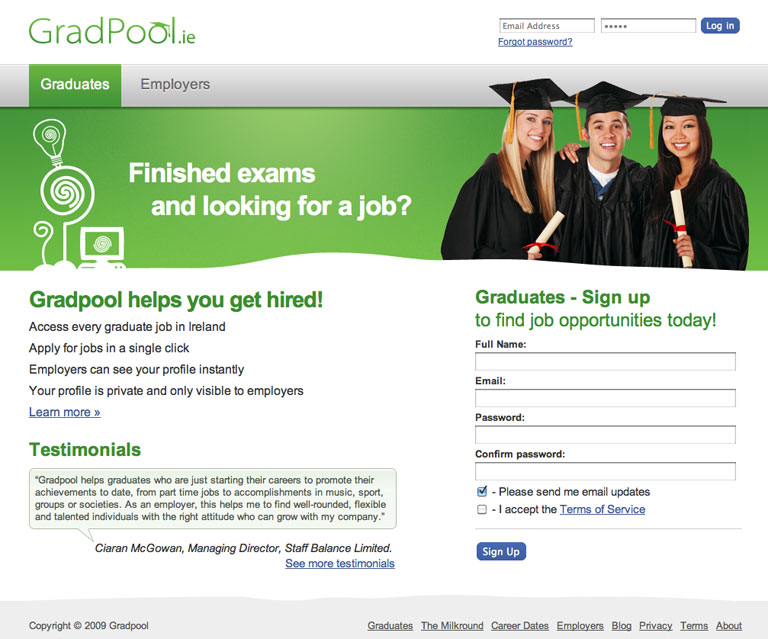 GradPool.ie
Email Address
•••••
Log in
Forgot password?
Graduates
Employers
Finished exams
and looking for a job?
Gradpool helps you get hired!
Access every graduate job in Ireland
Apply for jobs in a single click
Employers can see your profile instantly
Your profile is private and only visible to employers
Learn more »
Testimonials
"Gradpool helps graduates who are just starting their careers to promote their
achievements to date, from part time jobs to accomplishments in music, sport,
groups or societies. As an employer, this helps me to find well-rounded, flexible
and talented individuals with the right attitude who can grow with my company."
Ciaran McGowan, Managing Director, Staff Balance Limited.
See more testimonials
Graduates - Sign up
to find job opportunities today!
Full Name:
Email:
Password:
Confirm password:
- Please send me email updates
- I accept the Terms of Service
Sign Up
Copyright © 2009 Gradpool
Graduates The Milkround Career Dates Employers Blog Privacy Terms About